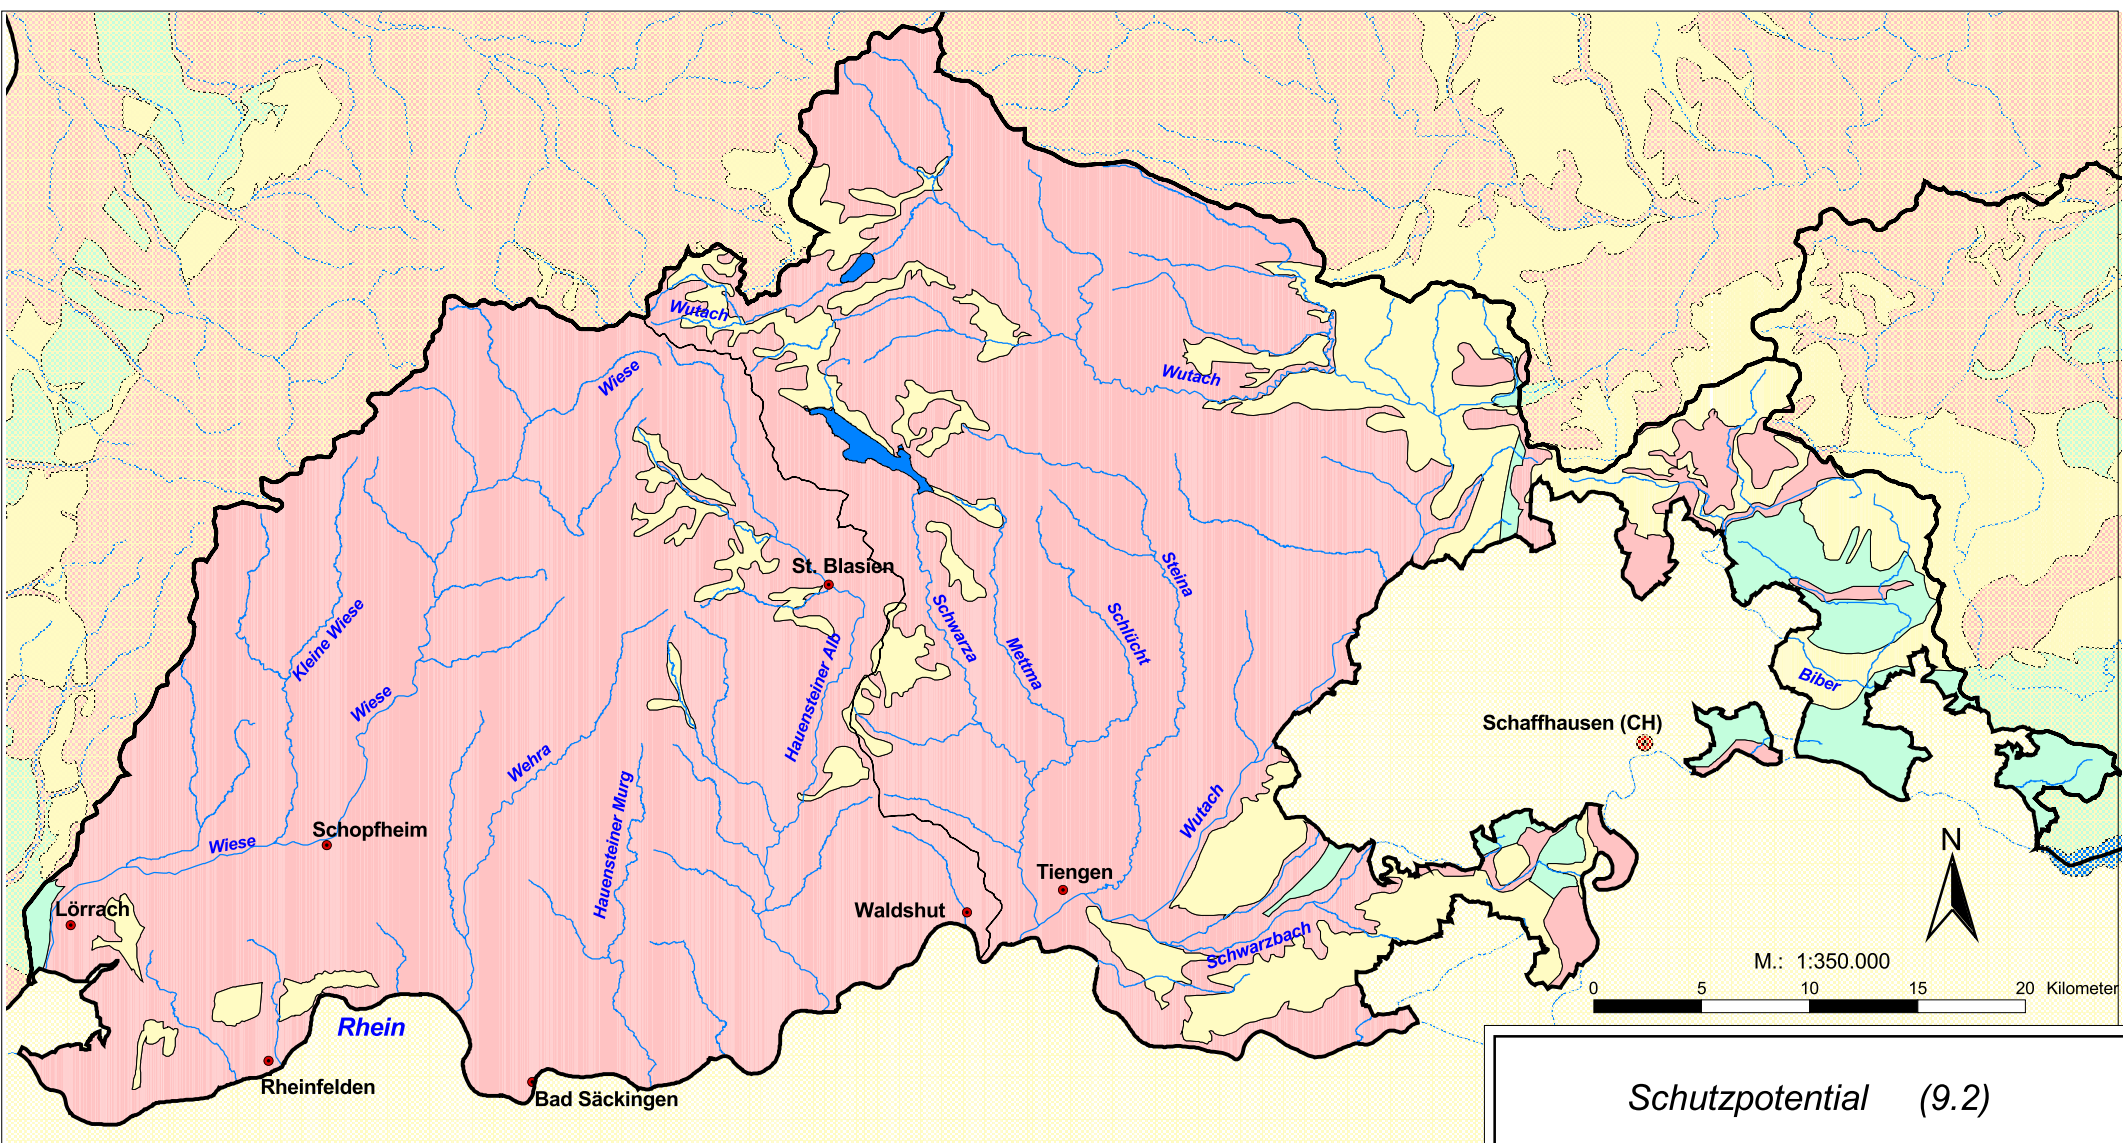 Wutach
Wiese
Wutach
St. Blasien
Steina
Schwarza
Schlücht
Kleine Wiese
Mettma
Hauensteiner Alb
Wiese
Biber
Schaffhausen (CH)
Wehra
Hauensteiner Murg
Wutach
Schopfheim
Wiese
N
Tiengen
Lörrach
Waldshut
Schwarzbach
M.: 1:350.000
0 5 10 15 20 Kilometer
Rhein
Rheinfelden
Bad Säckingen
Schutzpotential (9.2)